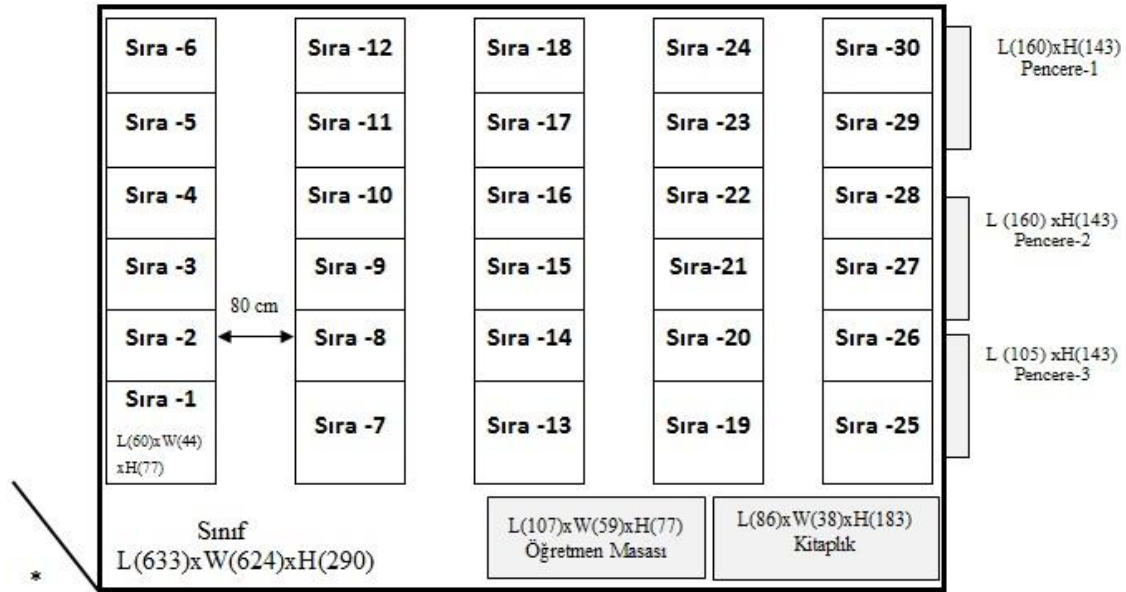 Sıra -6
Sıra -12
Sıra -18
Sıra -24
Sıra -30
L(160)xH(143)
Pencere-1
Sıra -5
Sıra -11
Sıra -17
Sıra -23
Sıra -29
Sıra -4
Sıra -10
Sıra -16
Sıra -22
Sıra -28
L (160) xH(143)
Pencere-2
Sıra -3
Sıra -9
Sıra -15
Sıra-21
Sıra -27
80 cm
Sıra -2
Sıra -8
Sıra -14
Sıra -20
Sıra -26
L (105) xH(143)
Pencere-3
Sıra -1
L(60)xW(44)
xH(77)
Sıra -7
Sıra -13
Sıra -19
Sıra -25
Sınıf
L(633)xW(624)xH(290)
L(107)xW(59)xH(77)
Öğretmen Masası
L(86)xW(38)xH(183)
Kitaplık
*